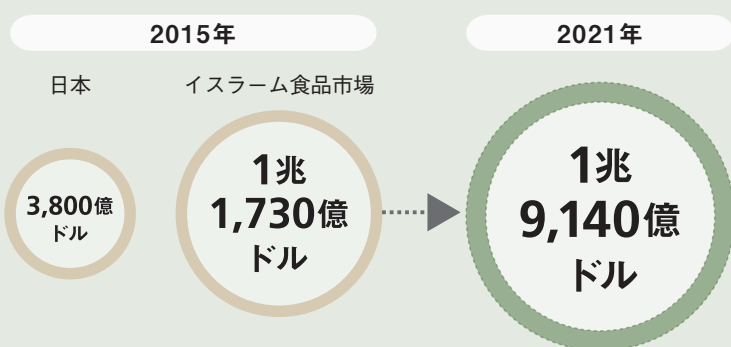 2015年
2021年
日本
イスラーム食品市場
3,800億
ドル
1兆
1,730億
ドル
1兆
9,140億
ドル